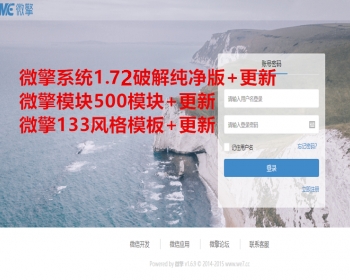 WE 微擎
账号密码
微擎系统1.72破解纯净版+更新
微擎模块500模块+更新
请输入用户名登录
微擎133风格模板+更新
请输入登录密码
记住用户名
忘记密码?
登录
立即注册
微信开发 | 微信应用 | 微擎论坛 | 联系客服
Powered by 微擎 v1.6.8 © 2014-2015 www.we7.cc